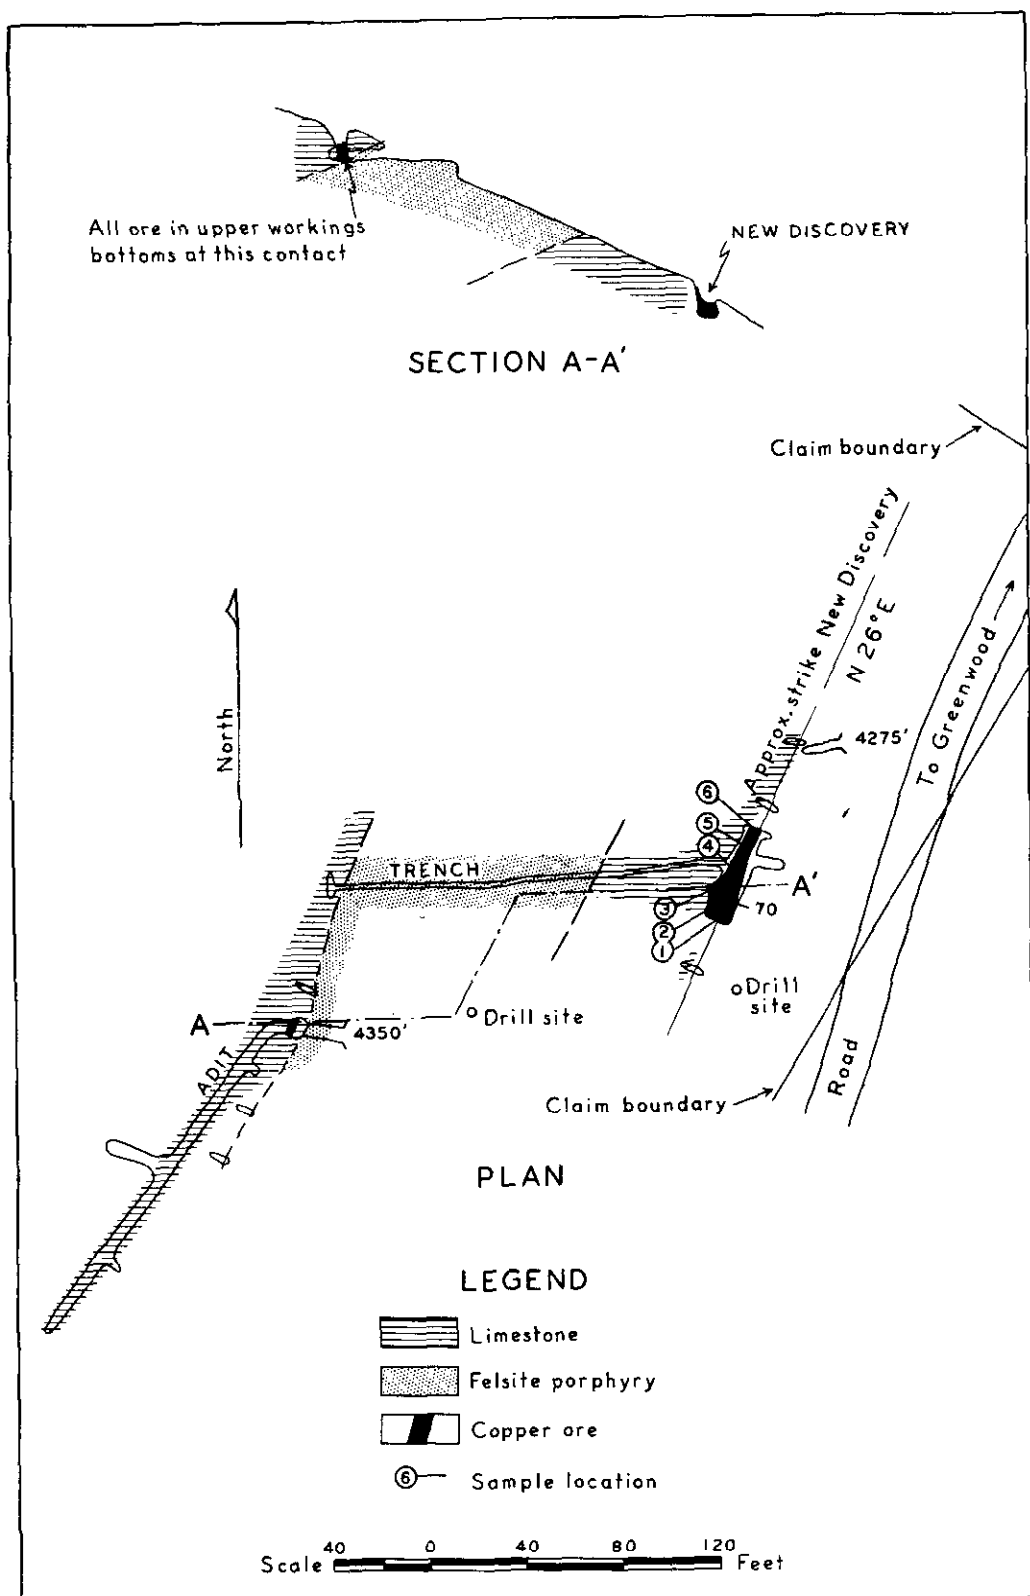 All ore in upper workings
bottoms at this contact
NEW DISCOVERY
SECTION A-A'
Claim boundary
Approx. strike New Discovery
N 26°E
To Greenwood
North
4275'
6
5
4
TRENCH
A'
3
70
2
1
Drill
site
A
4350'
Drill site
ADIT
Road
Claim boundary
PLAN
LEGEND
Limestone
Felsite porphyry
Copper ore
6 Sample location
40 0 40 80 120
Scale Feet